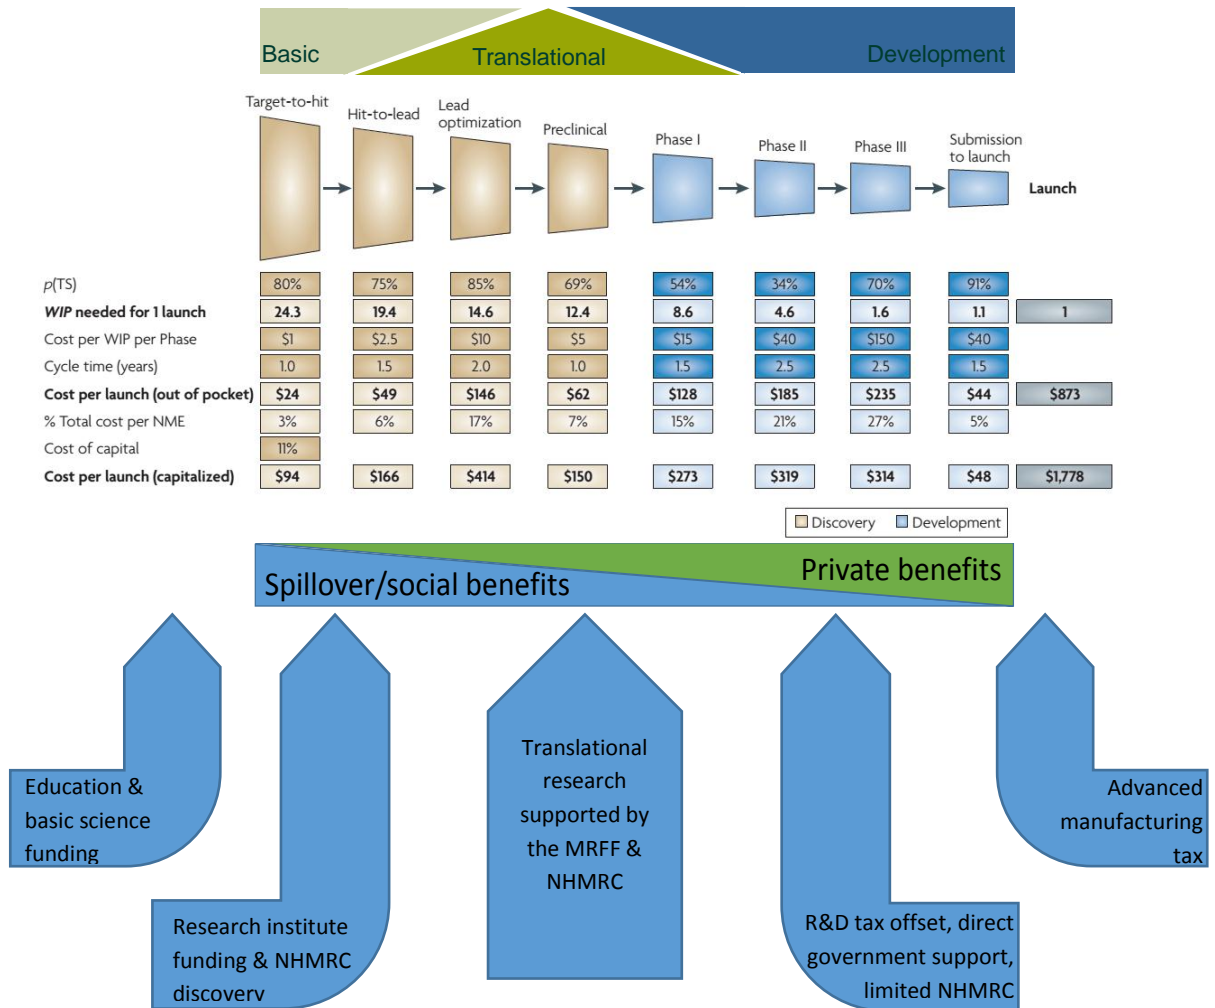 Basic Translational Development
Target-to-hit
Hit-to-lead
Lead
optimization
Preclinical
Phase I
Phase II
Phase III
Submission
to launch
Launch
p(TS) 80% 75% 85% 69% 54% 34% 70% 91%
WIP needed for 1 launch 24.3 19.4 14.6 12.4 8.6 4.6 1.6 1.1 1
Cost per WIP per Phase $1 $2.5 $10 $5 $15 $40 $150 $40
Cycle time (years) 1.0 1.5 2.0 1.0 1.5 2.5 2.5 1.5
Cost per launch (out of pocket) $24 $49 $146 $62 $128 $185 $235 $44 $873
% Total cost per NME 3% 6% 17% 7% 15% 21% 27% 5%
Cost of capital 11%
Cost per launch (capitalized) $94 $166 $414 $150 $273 $319 $314 $48 $1,778
Discovery Development
Private benefits
Spillover/social benefits
Education &
basic science
funding
Research institute
funding & NHMRC
discovery
Translational
research
supported by
the MRFF &
NHMRC
R&D tax offset, direct
government support,
limited NHMRC
Advanced
manufacturing
tax